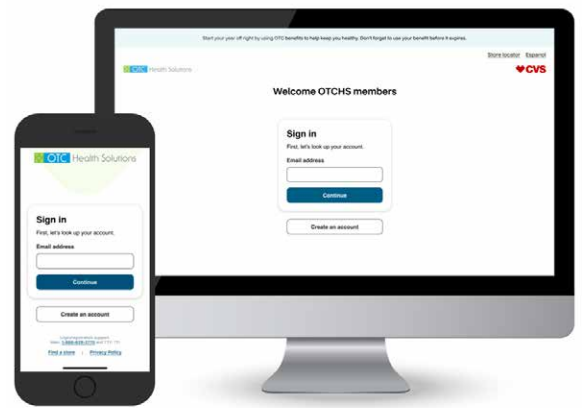 Start your year off right by using OTC benefits to help keep you healthy. Don't forget to use your benefit before it expires.
Store locator Espanol
OTC Health Solutions
CVS
Welcome OTCHS members
Sign in
First, let's look up your account.
Email address
Continue
Create an account
OTC Health Solutions
Sign in
First, let's look up your account.
Email address
Continue
Create an account
Find a store | Privacy Policy